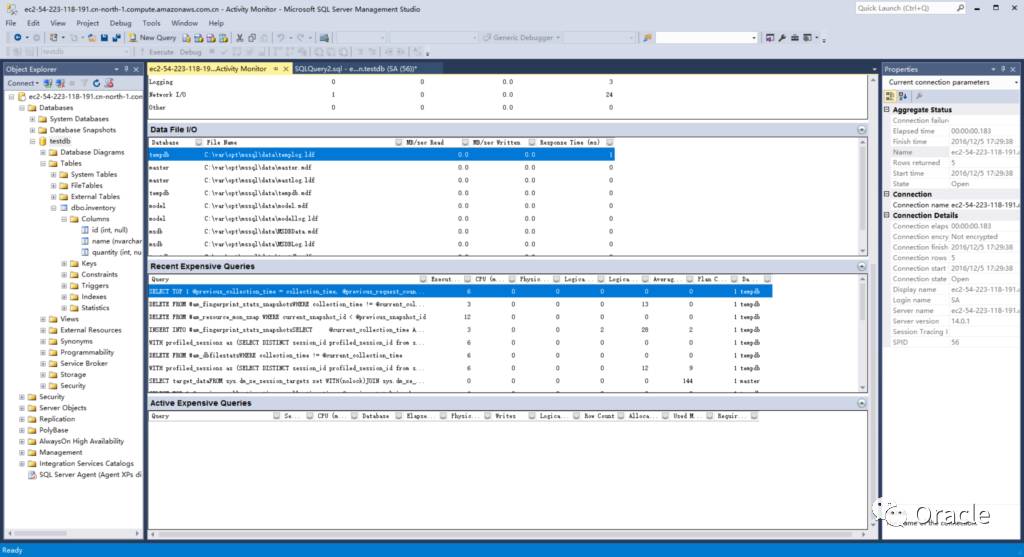 ec2-54-223-118-191.cn-north-1.compute.amazonaws.com.cn - Activity Monitor - Microsoft SQL Server Management Studio
Quick Launch (Ctrl+Q)
File Edit View Project Debug Tools Window Help
New Query
Generic Debugger
testdb
Execute Debug
Object Explorer
Connect
ec2-54-223-118-191.cn-north-1.com
Databases
System Databases
Database Snapshots
testdb
Database Diagrams
Tables
System Tables
FileTables
External Tables
dbo.inventory
Columns
id (int, null)
name (nvarchar
quantity (int, nu
Keys
Constraints
Triggers
Indexes
Statistics
Views
External Resources
Synonyms
Programmability
Service Broker
Storage
Security
Security
Server Objects
Replication
PolyBase
AlwaysOn High Availability
Management
Integration Services Catalogs
SQL Server Agent (Agent XPs di
ec2-54-223-118-19...Activity Monitor
SQLQuery2.sql - e...n.testdb (SA (56))*
Logging 0 0 0.0 3
Network I/O 1 0 0.0 24
Other 0 0 0.0 0
Data File I/O
Database File Name MB/sec Read MB/sec Written Response Time (ms)
tempdb C:\var\opt\mssql\data\templog.ldf 0.0 0.0 1
master C:\var\opt\mssql\data\master.mdf 0.0 0.0 0
master C:\var\opt\mssql\data\mastlog.ldf 0.0 0.0 0
tempdb C:\var\opt\mssql\data\tempdb.mdf 0.0 0.0 0
model C:\var\opt\mssql\data\model.mdf 0.0 0.0 0
model C:\var\opt\mssql\data\modellog.ldf 0.0 0.0 0
msdb C:\var\opt\mssql\data\MSDBData.mdf 0.0 0.0 0
msdb C:\var\opt\mssql\data\MSDBLog.ldf 0.0 0.0 0
Recent Expensive Queries
Query Execut... CPU (m... Physic... Logica... Logica... Averag... Plan C... Da...
SELECT TOP 1 @previous_collection_time = collection_time, @previous_request_coun... 6 0 0 0 0 0 1 tempdb
DELETE FROM #am_fingerprint_stats_snapshotsWHERE collection_time != @current_col... 3 0 0 0 13 0 1 tempdb
DELETE FROM #am_resource_mon_snap WHERE current_snapshot_id < @previous_snapshot_id 12 0 0 0 0 0 1 tempdb
INSERT INTO #am_fingerprint_stats_snapshotsSELECT @current_collection_time A... 3 0 0 2 28 2 1 tempdb
WITH profiled_sessions as (SELECT DISTINCT session_id profiled_session_id from s... 6 0 0 0 0 0 1 tempdb
DELETE FROM #am_dbfilestatsWHERE collection_time != @current_collection_time 6 0 0 0 0 0 1 tempdb
WITH profiled_sessions as (SELECT DISTINCT session_id profiled_session_id from s... 6 0 0 0 12 9 1 tempdb
SELECT target_dataFROM sys.dm_xe_session_targets xet WITH(nolock)JOIN sys.dm_xe_... 0 0 0 0 0 144 1 master
Active Expensive Queries
Query Se... CPU (m... Database Elapse... Physic... Writes Logica... Row Count Alloca... Used M... Requir...
Properties
Current connection parameters
Aggregate Status
Connection failure
Elapsed time 00:00:00.183
Finish time 2016/12/5 17:29:38
Name ec2-54-223-118-191.
Rows returned 5
Start time 2016/12/5 17:29:38
State Open
Connection
Connection name ec2-54-223-118-191.
Connection Details
Connection elaps 00:00:00.183
Connection encry Not encrypted
Connection finish 2016/12/5 17:29:38
Connection rows 5
Connection start 2016/12/5 17:29:38
Connection state Open
Display name ec2-54-223-118-191.
Login name SA
Server name ec2-54-223-118-191.
Server version 14.0.1
Session Tracing I
SPID 56
Name of the connection.
Oracle
Ready